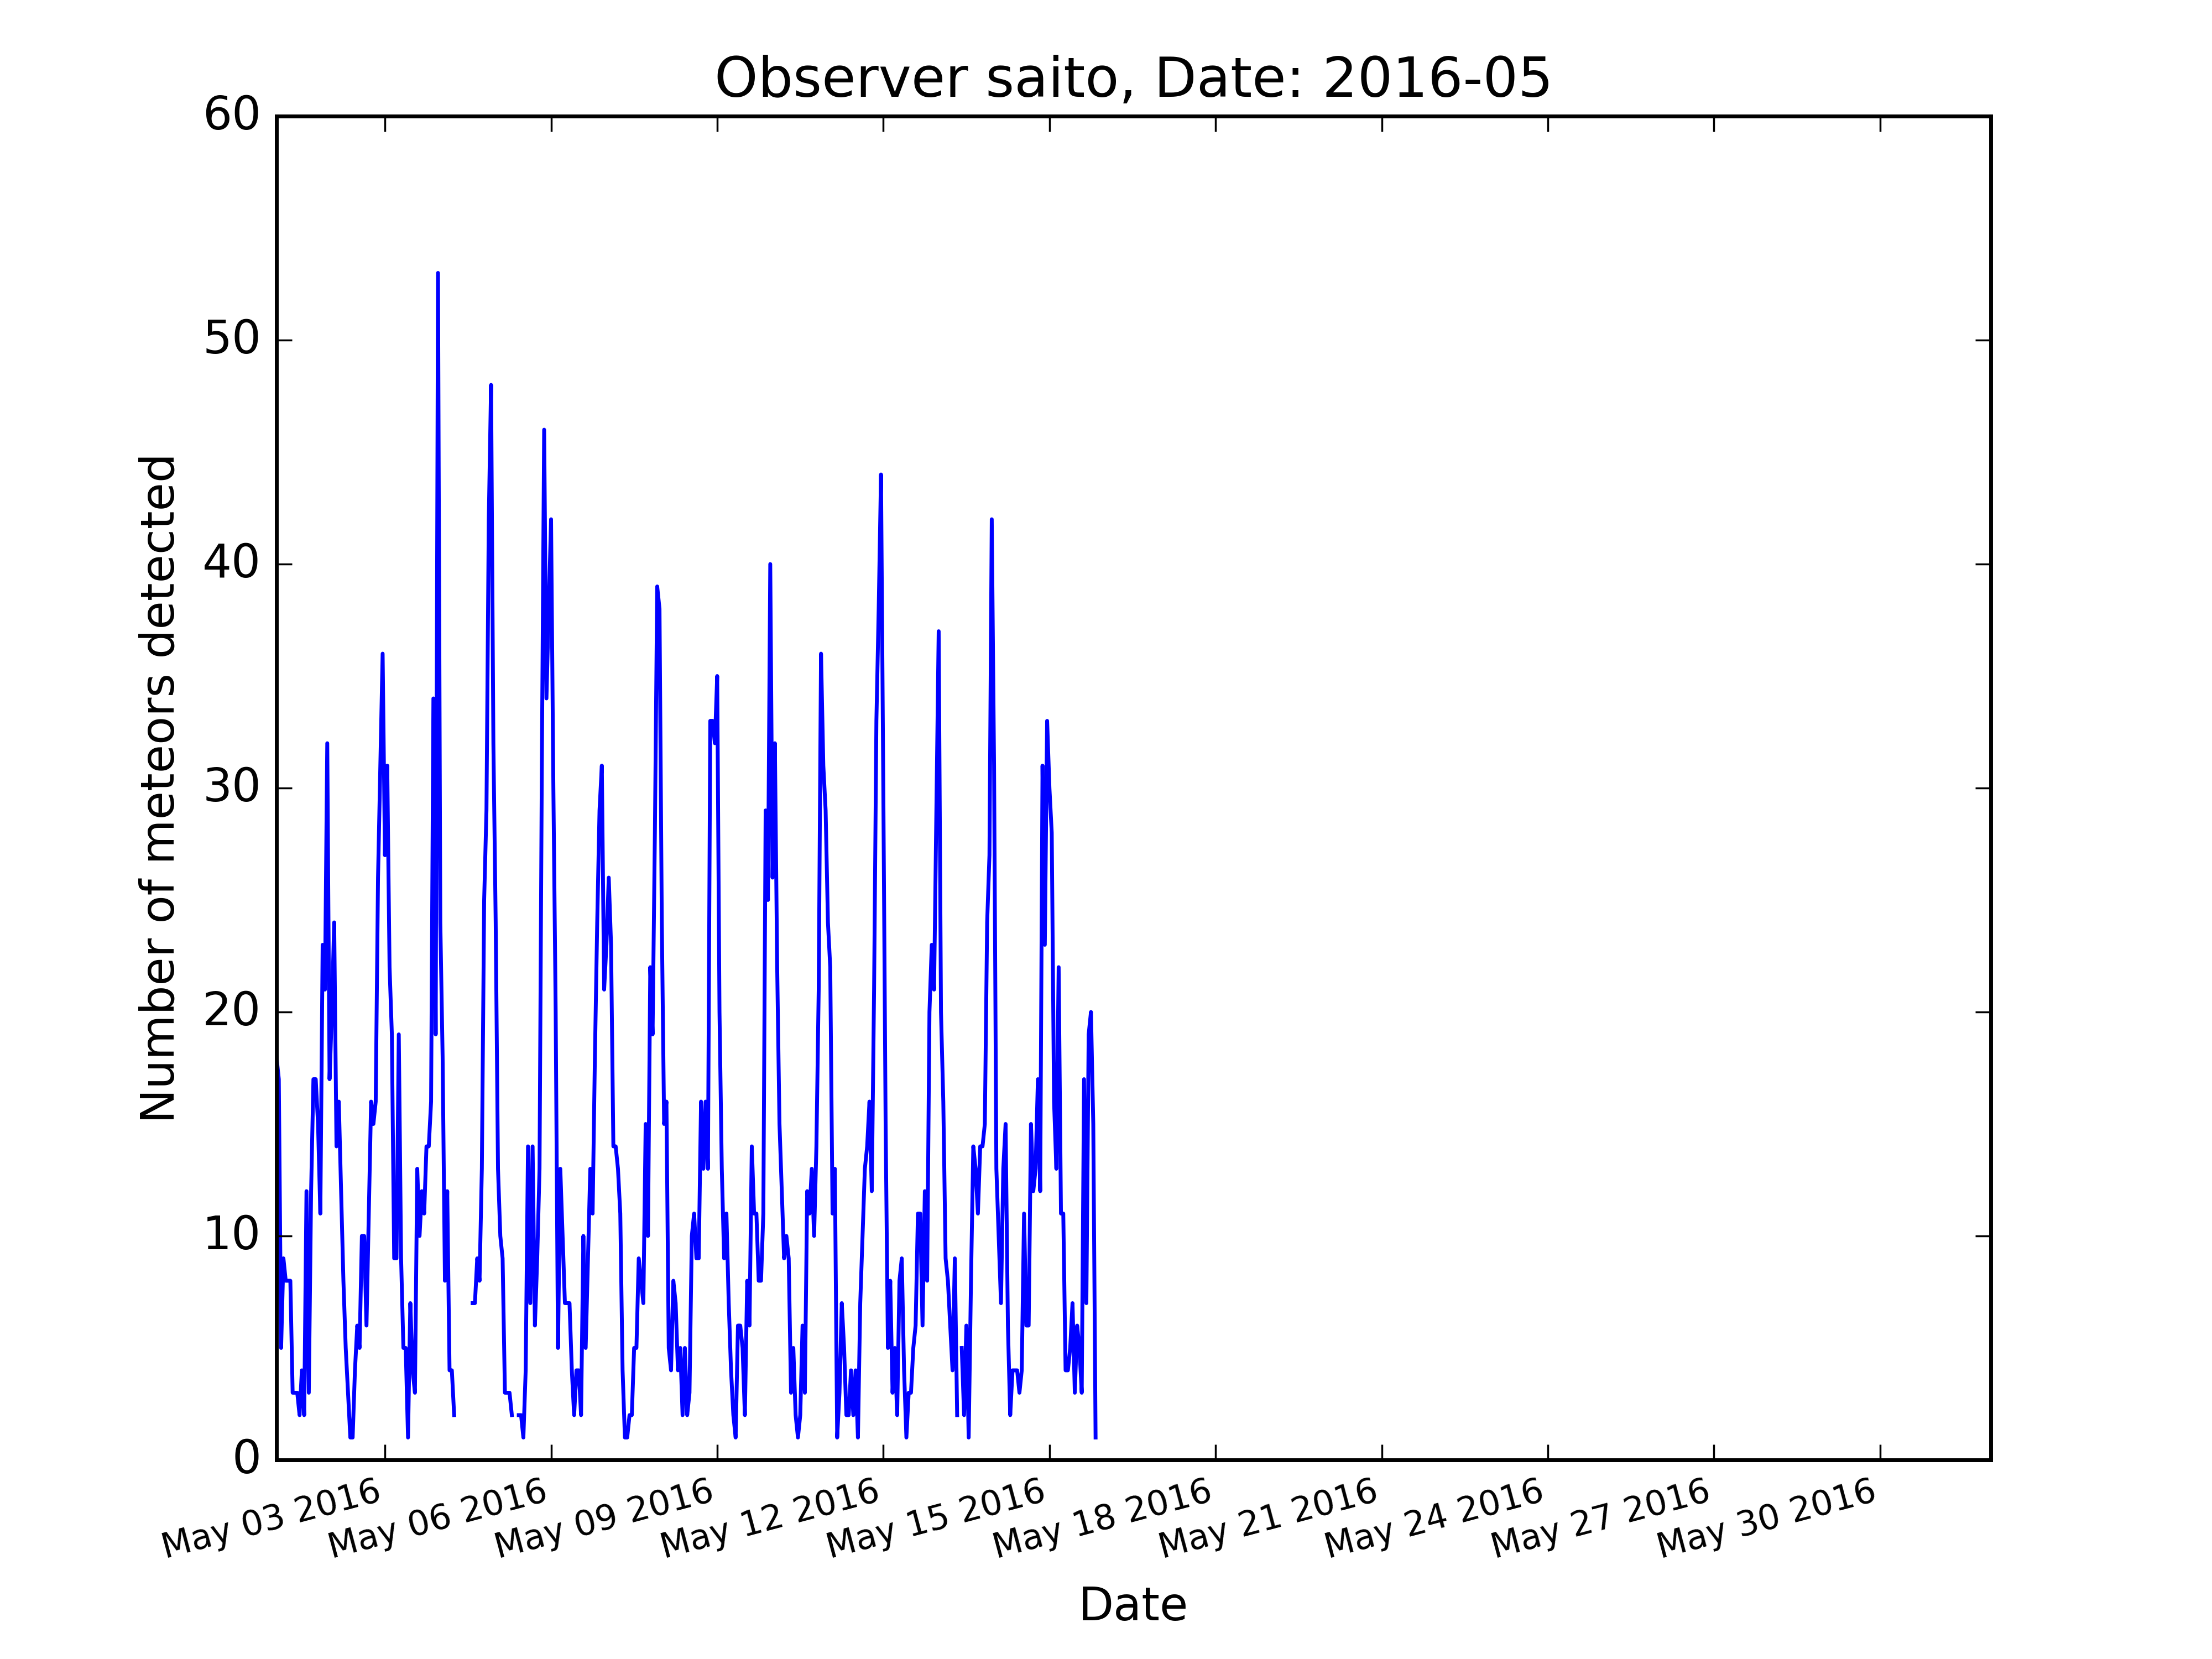 Observer saito, Date: 2016-05
60
50
40
30
20
10
0
Number of meteors detected
May 03 2016
May 06 2016
May 09 2016
May 12 2016
May 15 2016
May 18 2016
May 21 2016
May 24 2016
May 27 2016
May 30 2016
Date